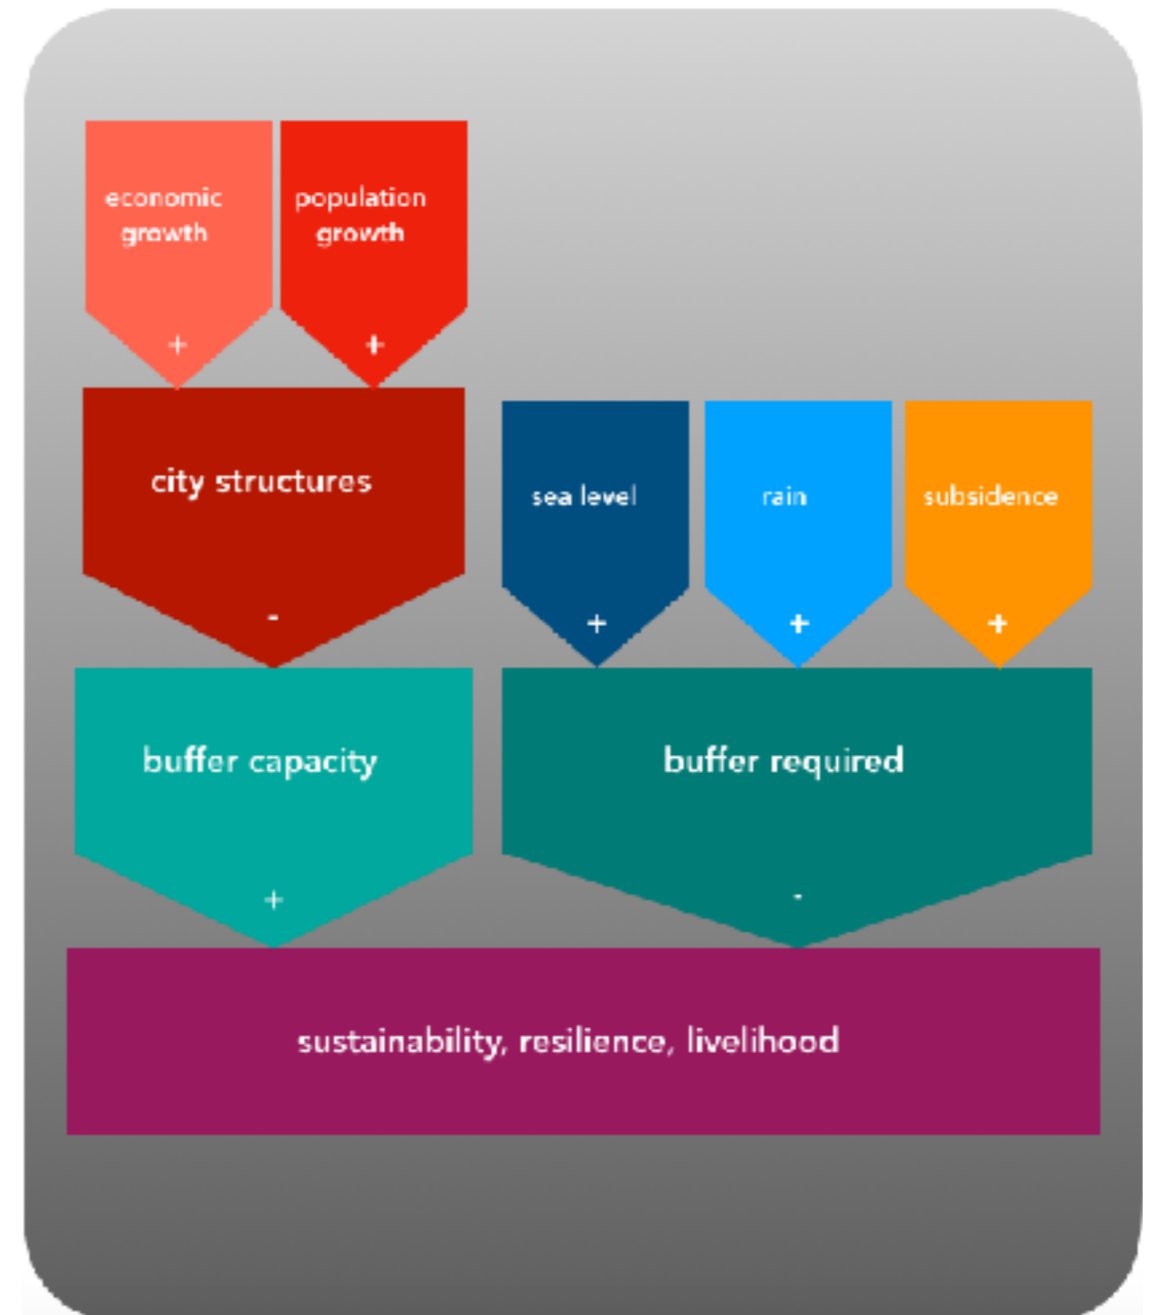 economic
growth
+
population
growth
+
city structures
-
sea level
+
rain
+
subsidence
+
buffer capacity
+
buffer required
-
sustainability, resilience, livelihood